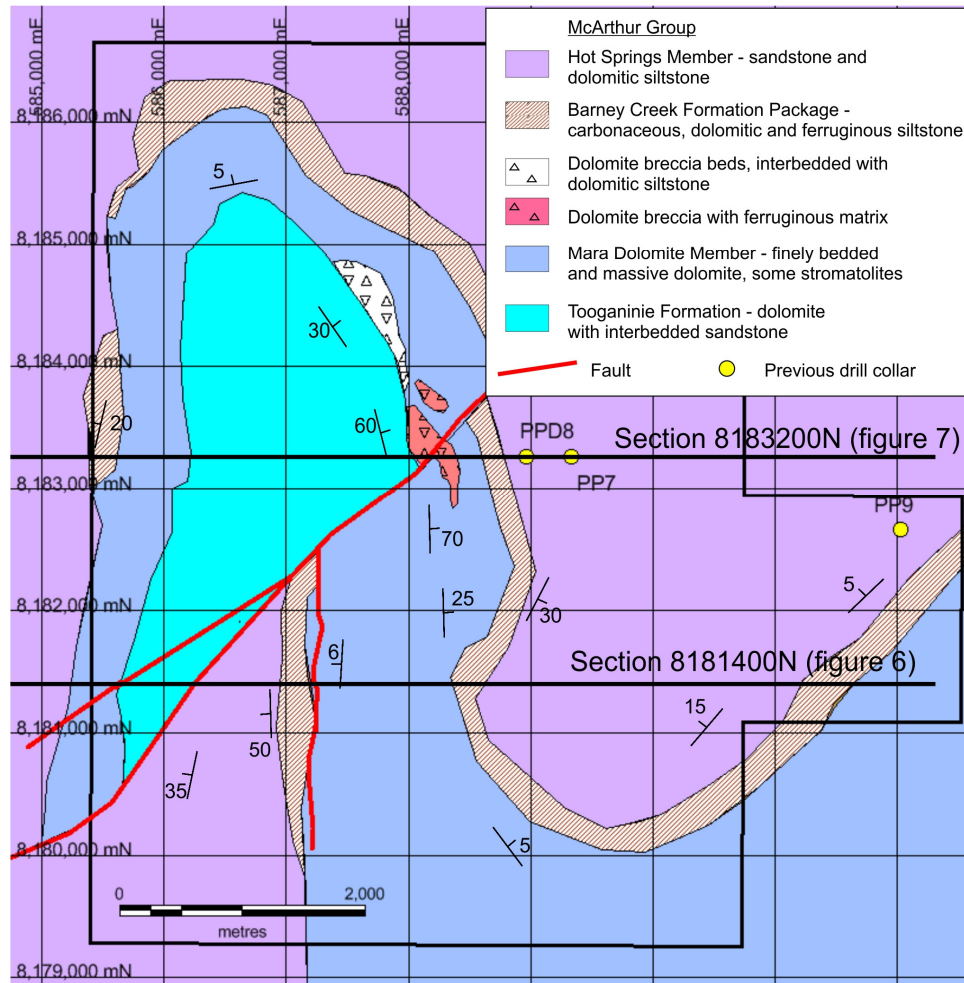 585,000 mE
586,000 mE
587,000 mE
588,000 mE
McArthur Group
Hot Springs Member - sandstone and
dolomitic siltstone
Barney Creek Formation Package -
carbonaceous, dolomitic and ferruginous siltstone
Dolomite breccia beds, interbedded with
dolomitic siltstone
Dolomite breccia with ferruginous matrix
Mara Dolomite Member - finely bedded
and massive dolomite, some stromatolites
Tooganinie Formation - dolomite
with interbedded sandstone
Fault
Previous drill collar
8,186,000 mN
5
8,185,000 mN
30
8,184,000 mN
20
60
PPD8
Section 8183200N (figure 7)
PP7
8,183,000 mN
PP9
70
5
25
30
8,182,000 mN
6
Section 8181400N (figure 6)
15
8,181,000 mN
50
35
5
8,180,000 mN
0
2,000
metres
8,179,000 mN